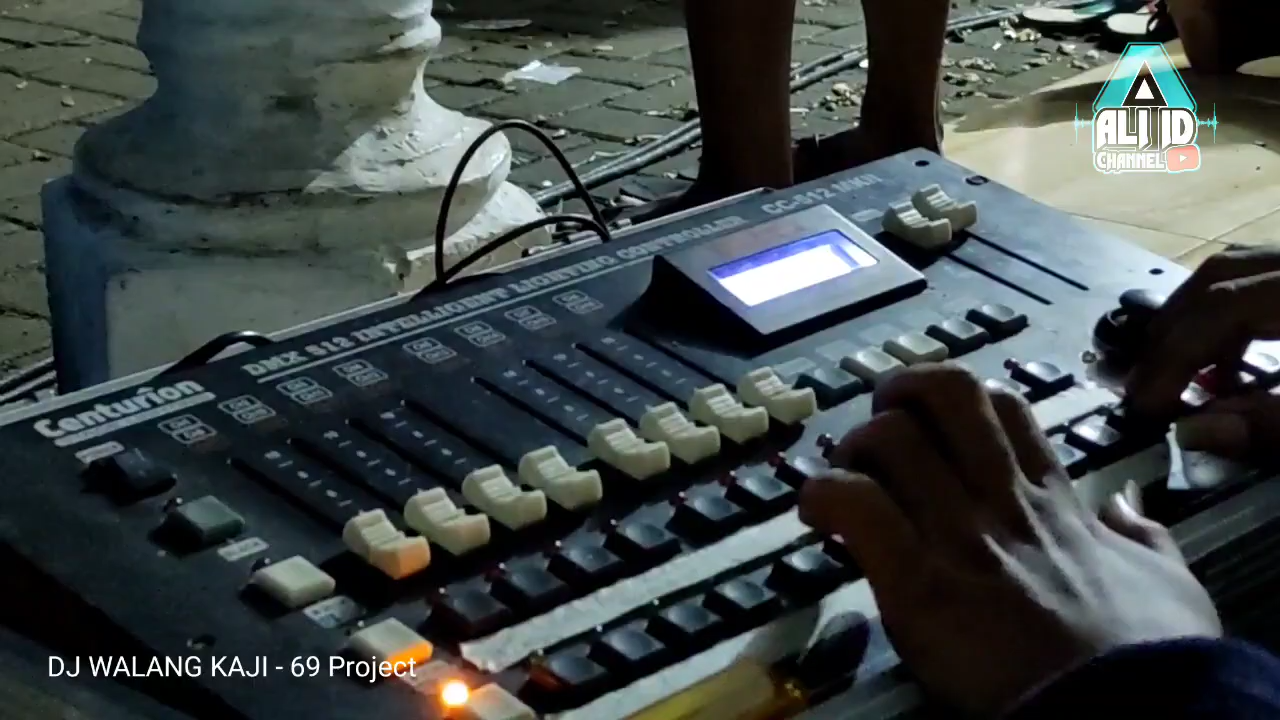 ALI ID
CHANNEL
CC-512 MKII
DMX 512 INTELLIGENT LIGHTING CONTROLLER
Centurion
DJ WALANG KAJI - 69 Project